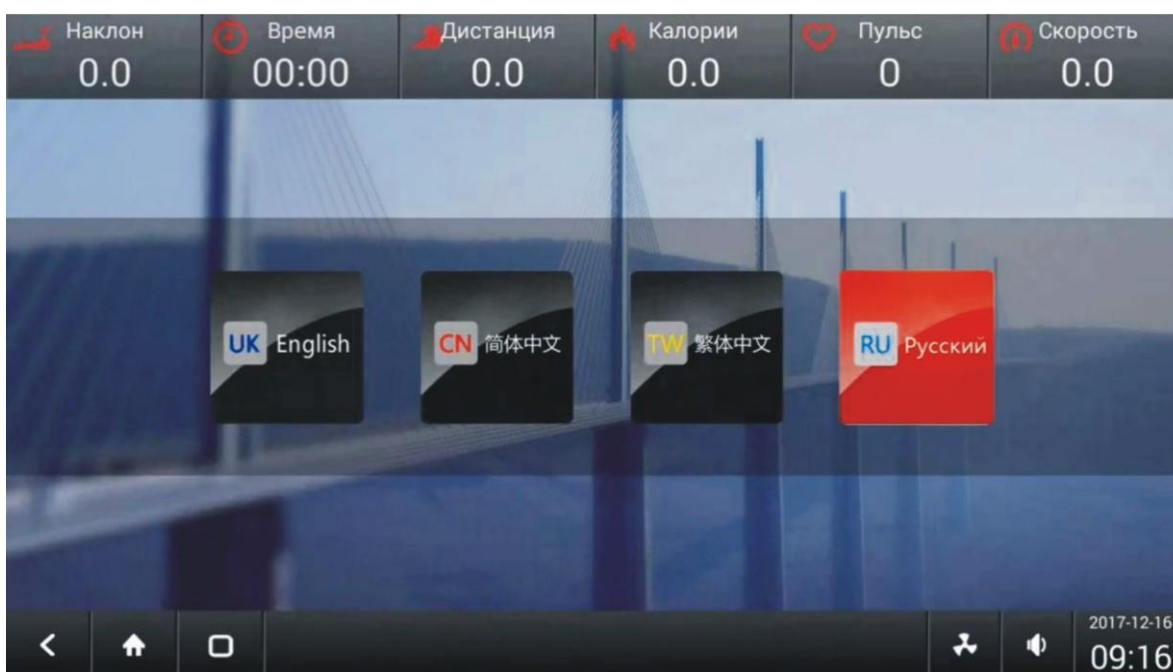 Наклон
0.0
Время
00:00
Дистанция
0.0
Калории
0.0
Пульс
0
Скорость
0.0
UK English
CN 简体中文
TW 繁体中文
RU Русский
2017-12-16
09:16